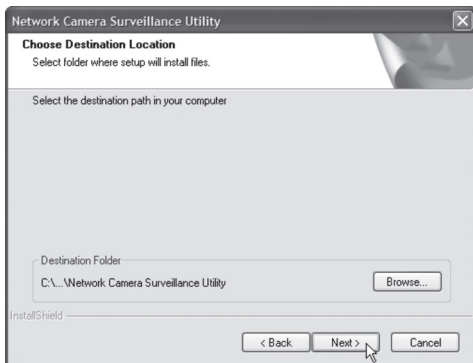 Network Camera Surveillance Utility
Choose Destination Location
Select folder where setup will install files.
Select the destination path in your computer
Destination Folder
C:\...\Network Camera Surveillance Utility
Browse...
InstallShield
< Back
Next >
Cancel